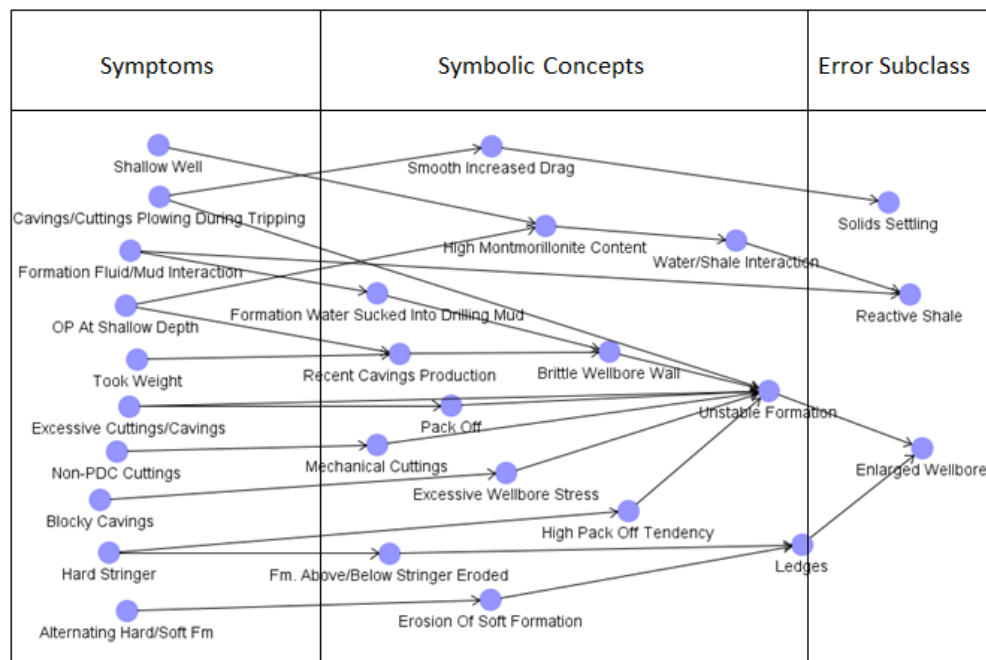 Symptoms
Symbolic Concepts
Error Subclass
Shallow Well
Smooth Increased Drag
Cavings/Cuttings Plowing During Tripping
Solids Settling
High Montmorillonite Content
Water/Shale Interaction
Formation Fluid/Mud Interaction
Formation Water Sucked Into Drilling Mud
Reactive Shale
OP At Shallow Depth
Took Weight
Recent Cavings Production
Brittle Wellbore Wall
Excessive Cuttings/Cavings
Pack Off
Unstable Formation
Non-PDC Cuttings
Mechanical Cuttings
Enlarged Wellbore
Excessive Wellbore Stress
Blocky Cavings
High Pack Off Tendency
Hard Stringer
Fm. Above/Below Stringer Eroded
Ledges
Alternating Hard/Soft Fm
Erosion Of Soft Formation